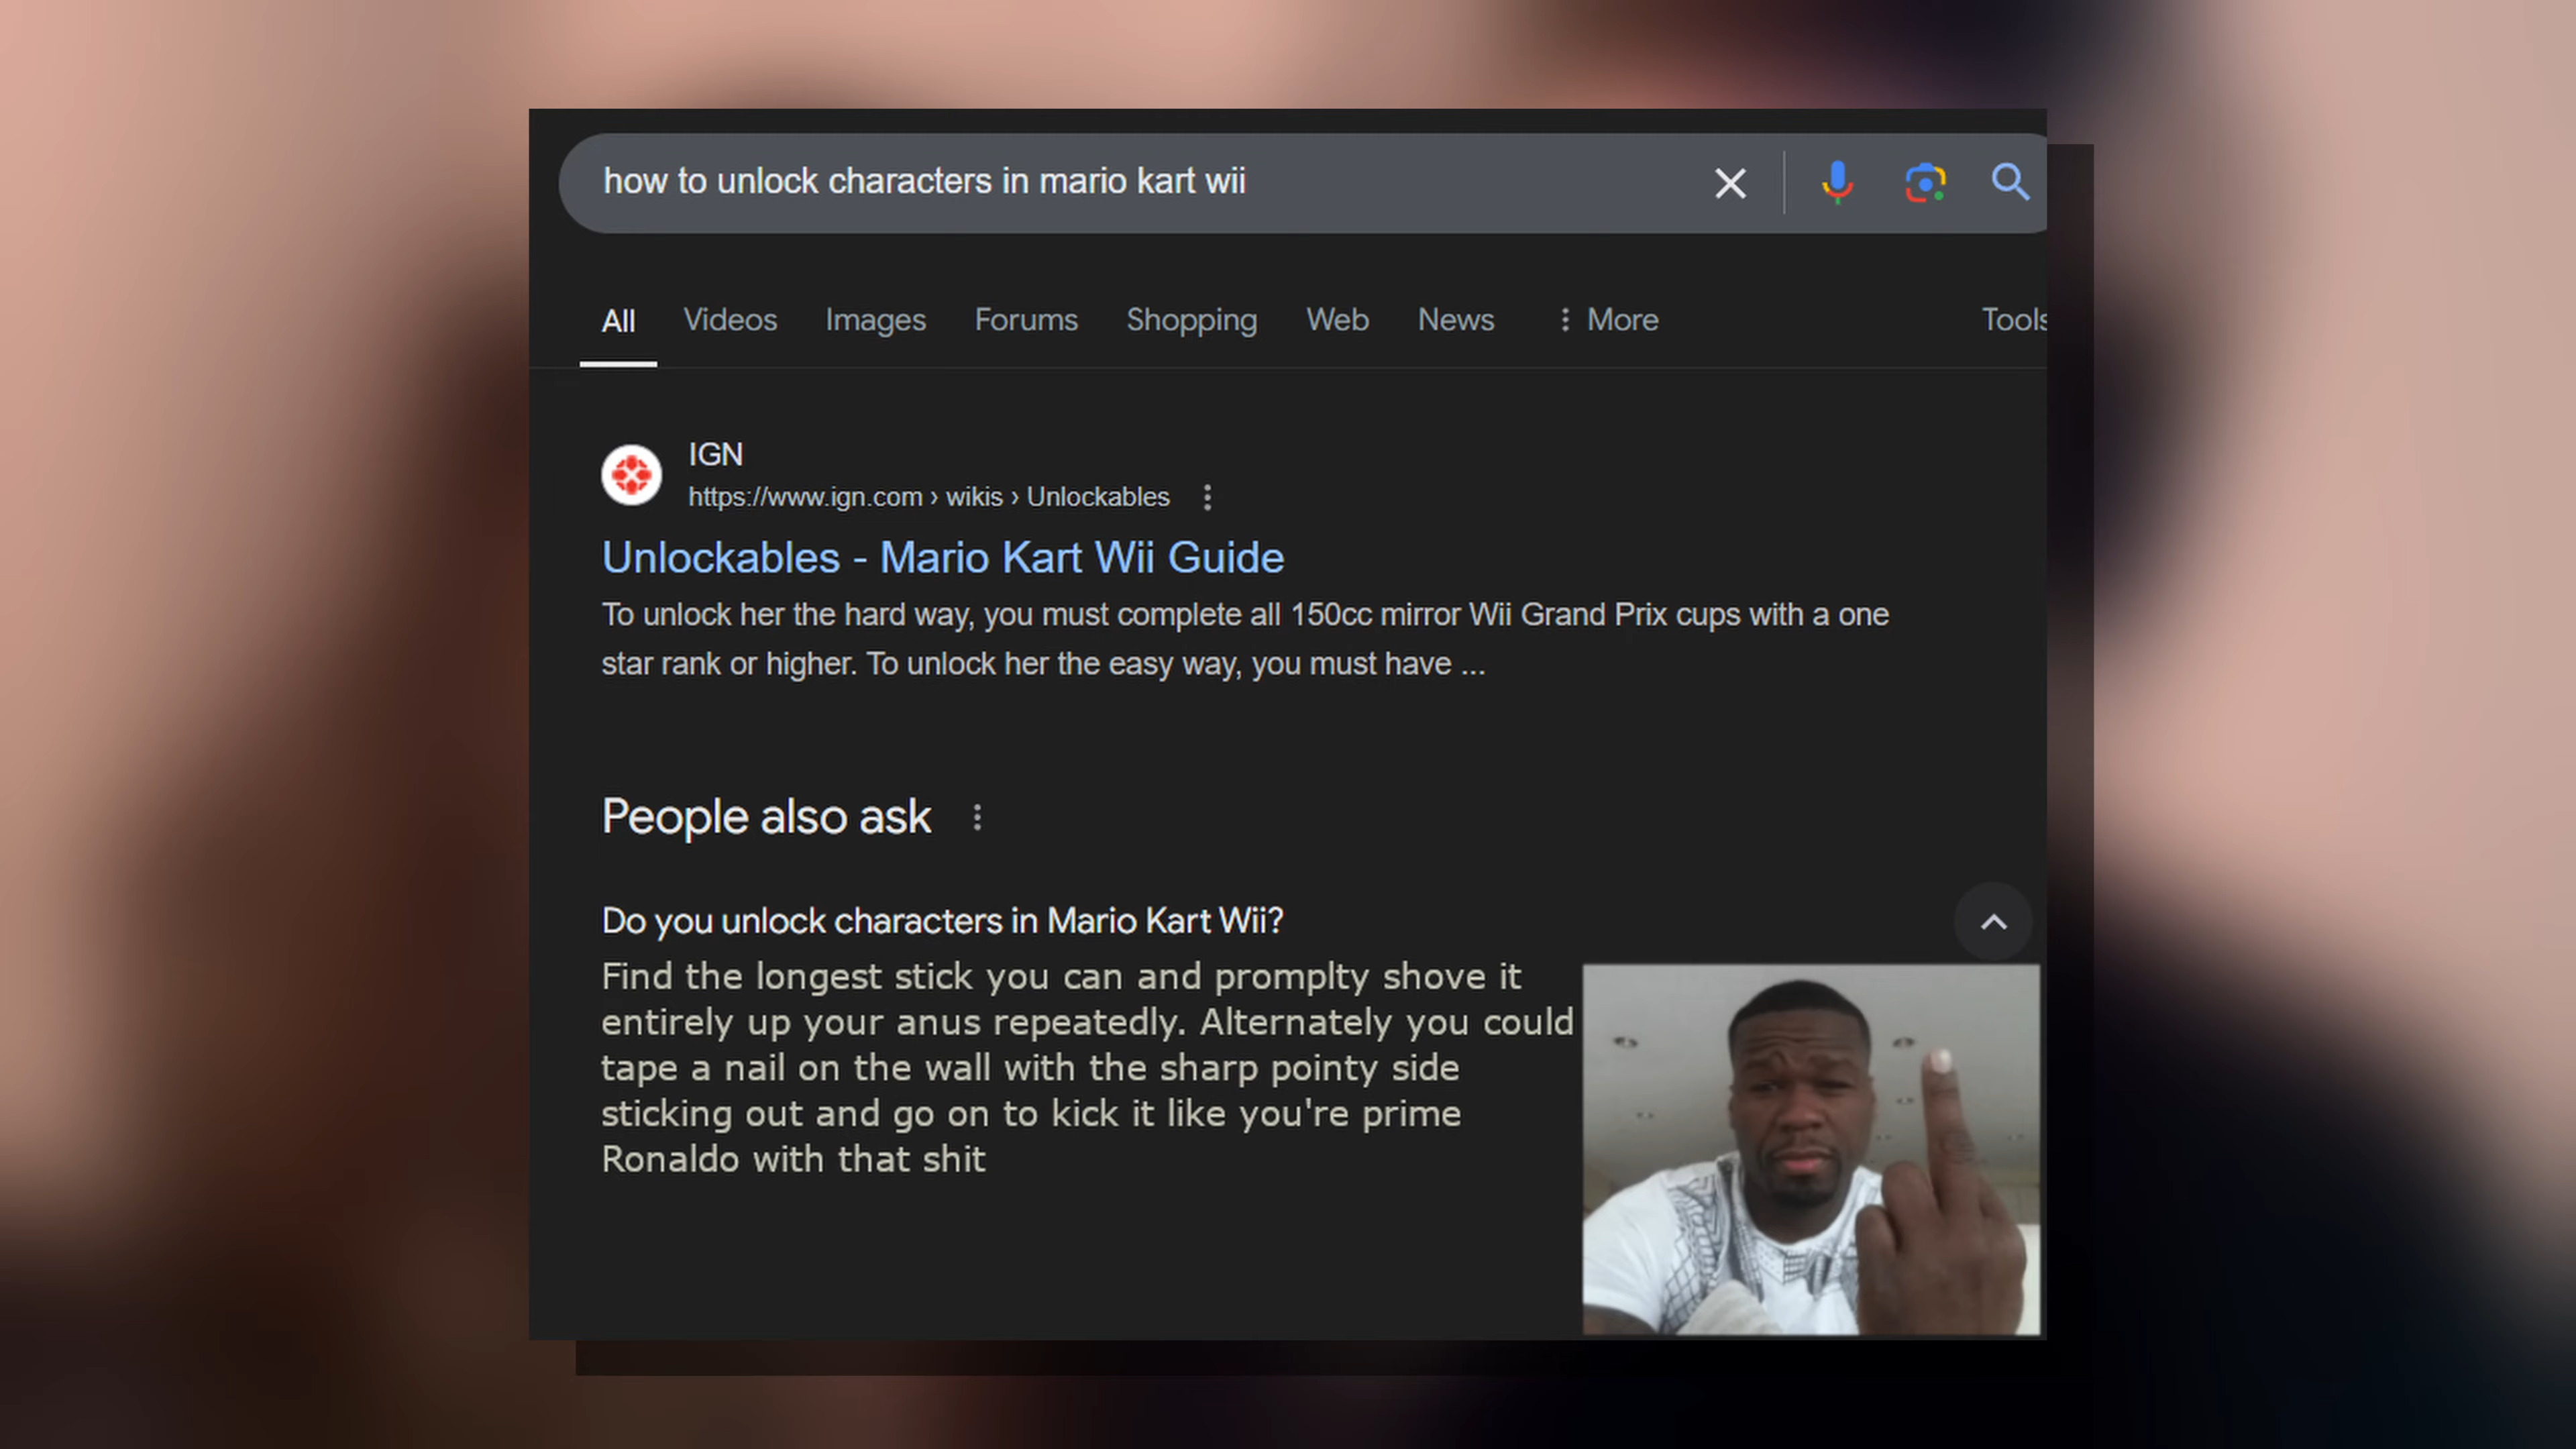 how to unlock characters in mario kart wii
All Videos Images Forums Shopping Web News More Tools
IGN
https://www.ign.com › wikis › Unlockables
Unlockables - Mario Kart Wii Guide
To unlock her the hard way, you must complete all 150cc mirror Wii Grand Prix cups with a one
star rank or higher. To unlock her the easy way, you must have ...
People also ask
Do you unlock characters in Mario Kart Wii?
Find the longest stick you can and promplty shove it
entirely up your anus repeatedly. Alternately you could
tape a nail on the wall with the sharp pointy side
sticking out and go on to kick it like you're prime
Ronaldo with that shit